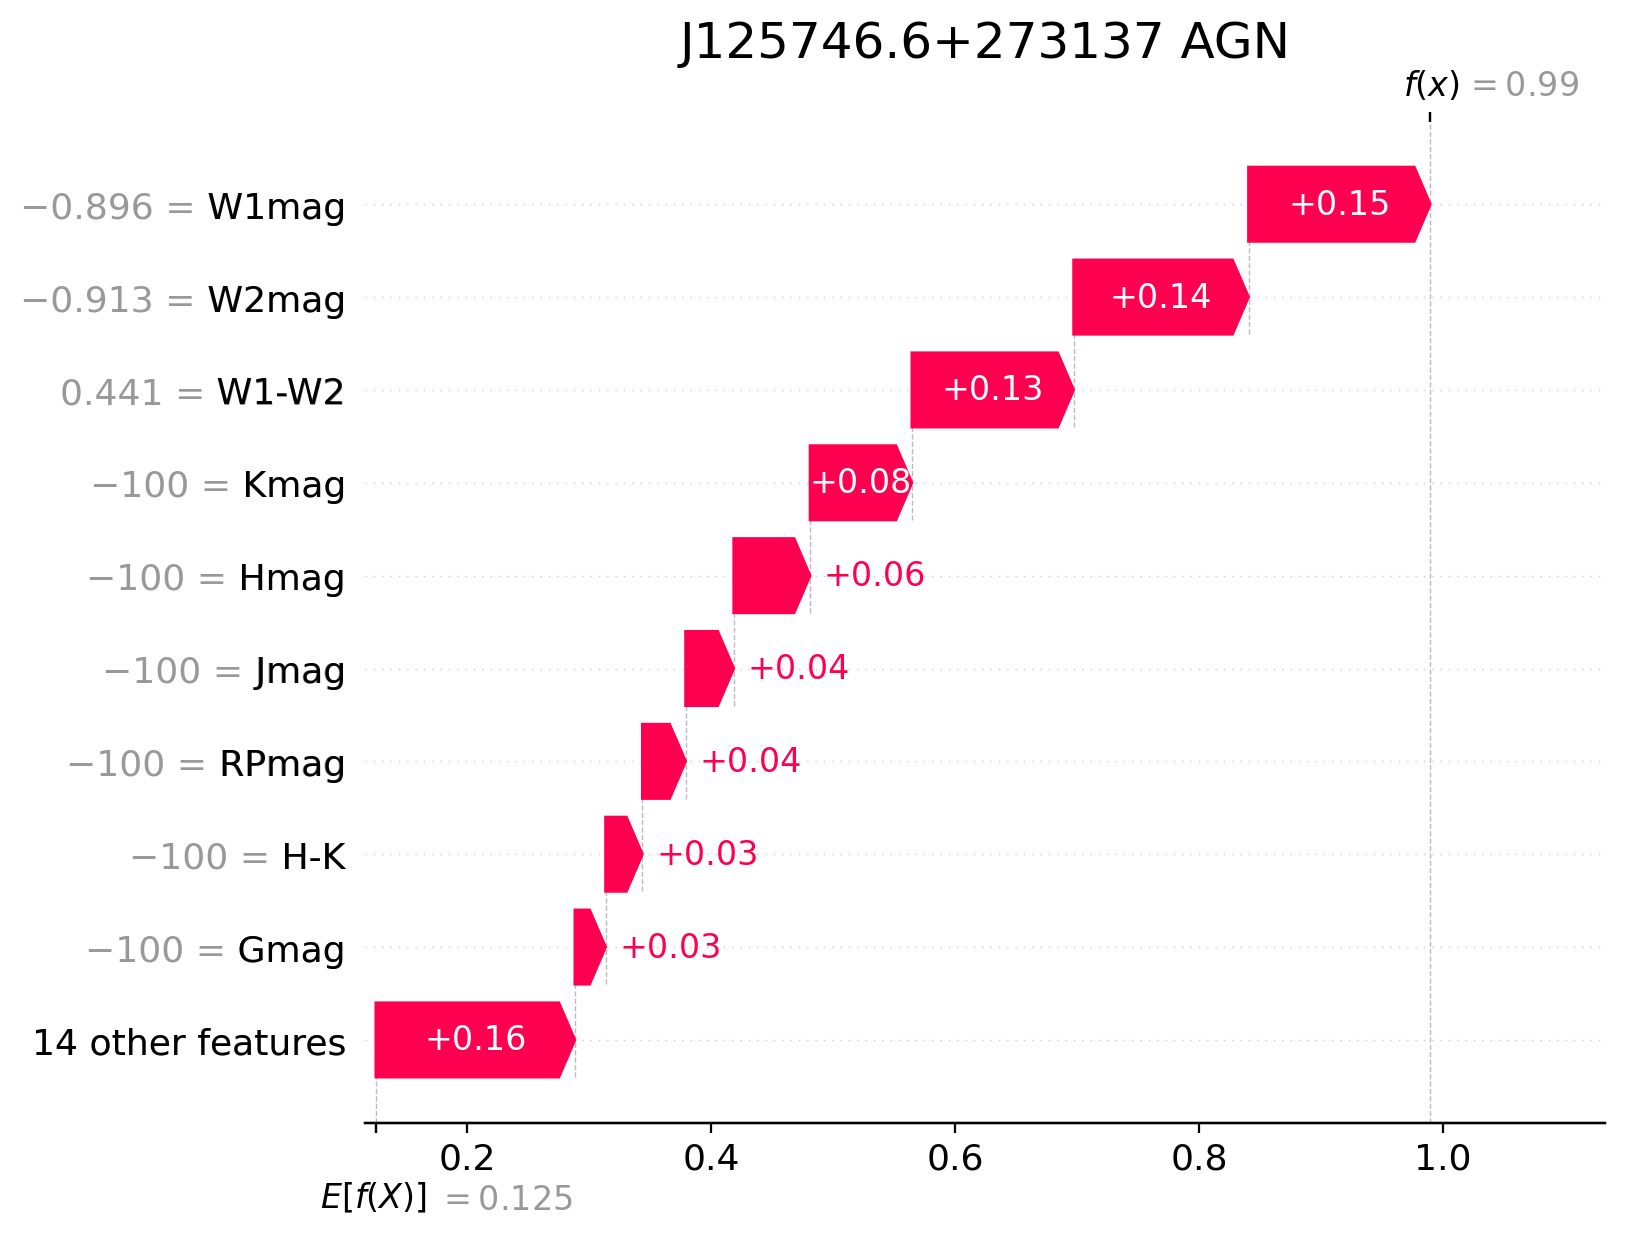 J125746.6+273137 AGN
f(x) = 0.99
−0.896 = W1mag +0.15
−0.913 = W2mag +0.14
0.441 = W1-W2 +0.13
−100 = Kmag +0.08
−100 = Hmag +0.06
−100 = Jmag +0.04
−100 = RPmag +0.04
−100 = H-K +0.03
−100 = Gmag +0.03
14 other features +0.16
0.2 0.4 0.6 0.8 1.0
E[f(X)] = 0.125